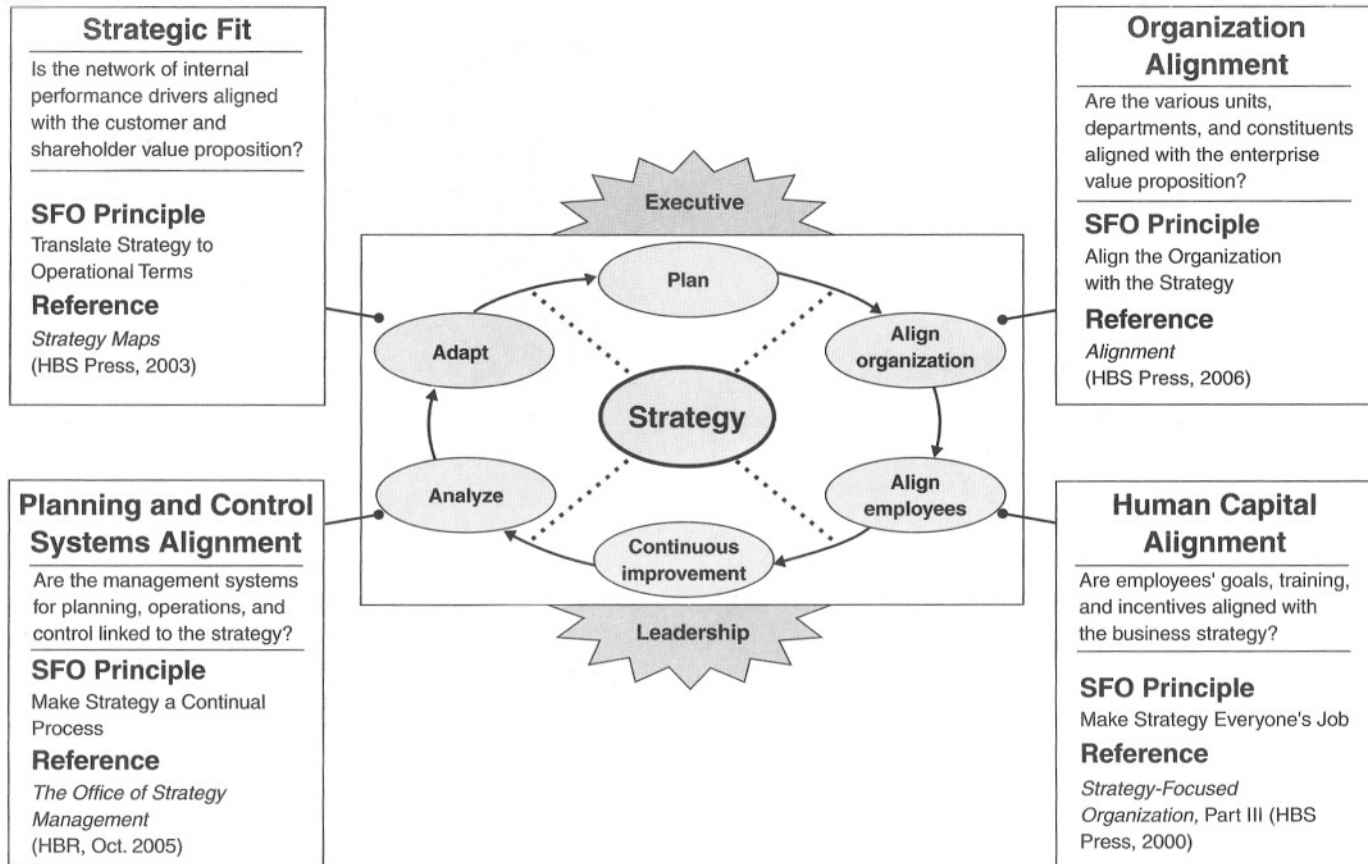 Strategic Fit
Is the network of internal
performance drivers aligned
with the customer and
shareholder value proposition?
SFO Principle
Translate Strategy to
Operational Terms
Reference
Strategy Maps
(HBS Press, 2003)
Organization
Alignment
Are the various units,
departments, and constituents
aligned with the enterprise
value proposition?
SFO Principle
Align the Organization
with the Strategy
Reference
Alignment
(HBS Press, 2006)
Executive
Plan
Adapt
Align
organization
Strategy
Analyze
Align
employees
Continuous
improvement
Leadership
Planning and Control
Systems Alignment
Are the management systems
for planning, operations, and
control linked to the strategy?
SFO Principle
Make Strategy a Continual
Process
Reference
The Office of Strategy
Management
(HBR, Oct. 2005)
Human Capital
Alignment
Are employees' goals, training,
and incentives aligned with
the business strategy?
SFO Principle
Make Strategy Everyone's Job
Reference
Strategy-Focused
Organization, Part III (HBS
Press, 2000)